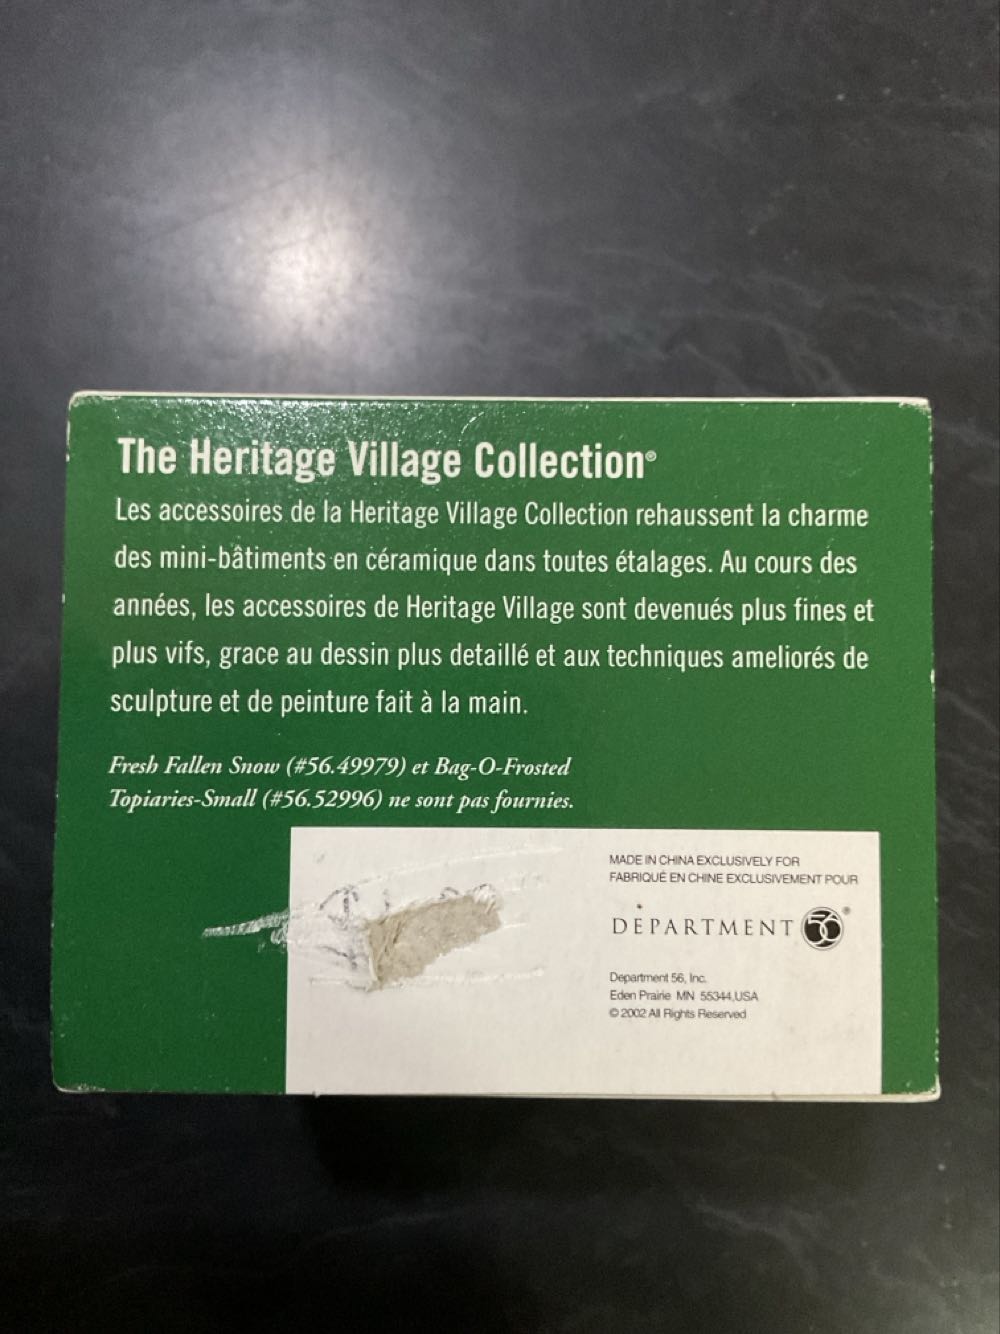 The Heritage Village Collection®
Les accessoires de la Heritage Village Collection rehaussent la charme
des mini-bâtiments en céramique dans toutes étalages. Au cours des
années, les accessoires de Heritage Village sont devenués plus fines et
plus vifs, grace au dessin plus detaillé et aux techniques ameliorés de
sculpture et de peinture fait à la main.
Fresh Fallen Snow (#56.49979) et Bag-O-Frosted
Topiaries-Small (#56.52996) ne sont pas fournies.
MADE IN CHINA EXCLUSIVELY FOR
FABRIQUÉ EN CHINE EXCLUSIVEMENT POUR
DEPARTMENT 56®
Department 56, Inc.
Eden Prairie MN 55344,USA
© 2002 All Rights Reserved